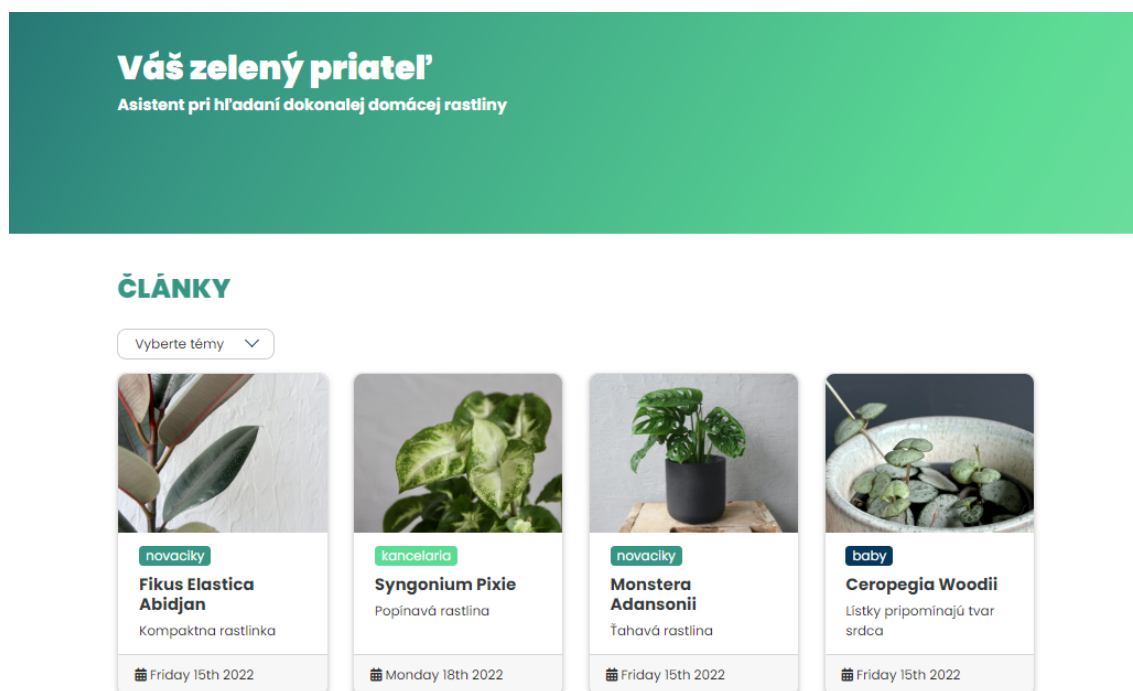 Váš zelený priateľ
Asistent pri hľadaní dokonalej domácej rastliny
ČLÁNKY
Vyberte témy
novaciky
Fikus Elastica
Abidjan
Kompaktna rastlinka
Friday 15th 2022
kancelaria
Syngonium Pixie
Popínavá rastlina
Monday 18th 2022
novaciky
Monstera
Adansonii
Ťahavá rastlina
Friday 15th 2022
baby
Ceropegia Woodii
Lístky pripomínajú tvar
srdca
Friday 15th 2022